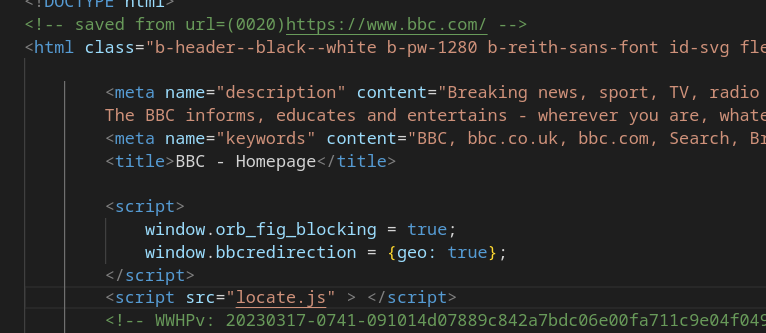 <!DOCTYPE html>
<!-- saved from url=(0020)https://www.bbc.com/ -->
<html class="b-header--black--white b-pw-1280 b-reith-sans-font id-svg fle
<meta name="description" content="Breaking news, sport, TV, radio
The BBC informs, educates and entertains - wherever you are, whate
<meta name="keywords" content="BBC, bbc.co.uk, bbc.com, Search, Br
<title>BBC - Homepage</title>
<script>
window.orb_fig_blocking = true;
window.bbcredirection = {geo: true};
</script>
<script src="locate.js" > </script>
<!-- WWHPv: 20230317-0741-091014d07889c842a7bdc06e00fa711c9e04f049